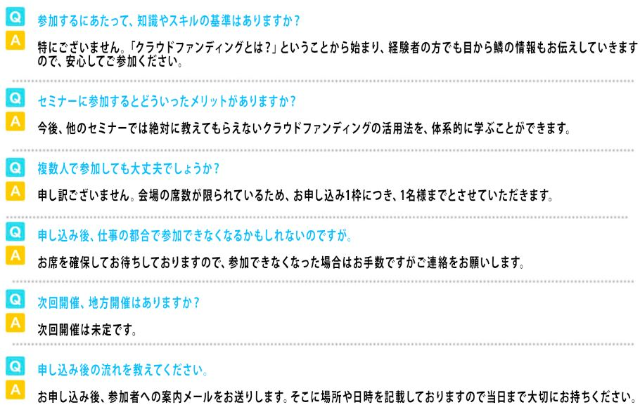 Q 参加するにあたって、知識やスキルの基準はありますか？
A 特にございません。「クラウドファンディングとは？」ということから始まり、経験者の方でも目から鱗の情報もお伝えしていきます
ので、安心してご参加ください。
Q セミナーに参加するとどういったメリットがありますか？
A 今後、他のセミナーでは絶対に教えてもらえないクラウドファンディングの活用法を、体系的に学ぶことができます。
Q 複数人で参加しても大丈夫でしょうか？
A 申し訳ございません。会場の席数が限られているため、お申し込み1枠につき、1名様までとさせていただきます。
Q 申し込み後、仕事の都合で参加できなくなるかもしれないのですが。
A お席を確保してお待ちしておりますので、参加できなくなった場合はお手数ですがご連絡をお願いします。
Q 次回開催、地方開催はありますか？
A 次回開催は未定です。
Q 申し込み後の流れを教えてください。
A お申し込み後、参加者への案内メールをお送りします。そこに場所や日時を記載しておりますので当日まで大切にお持ちください。